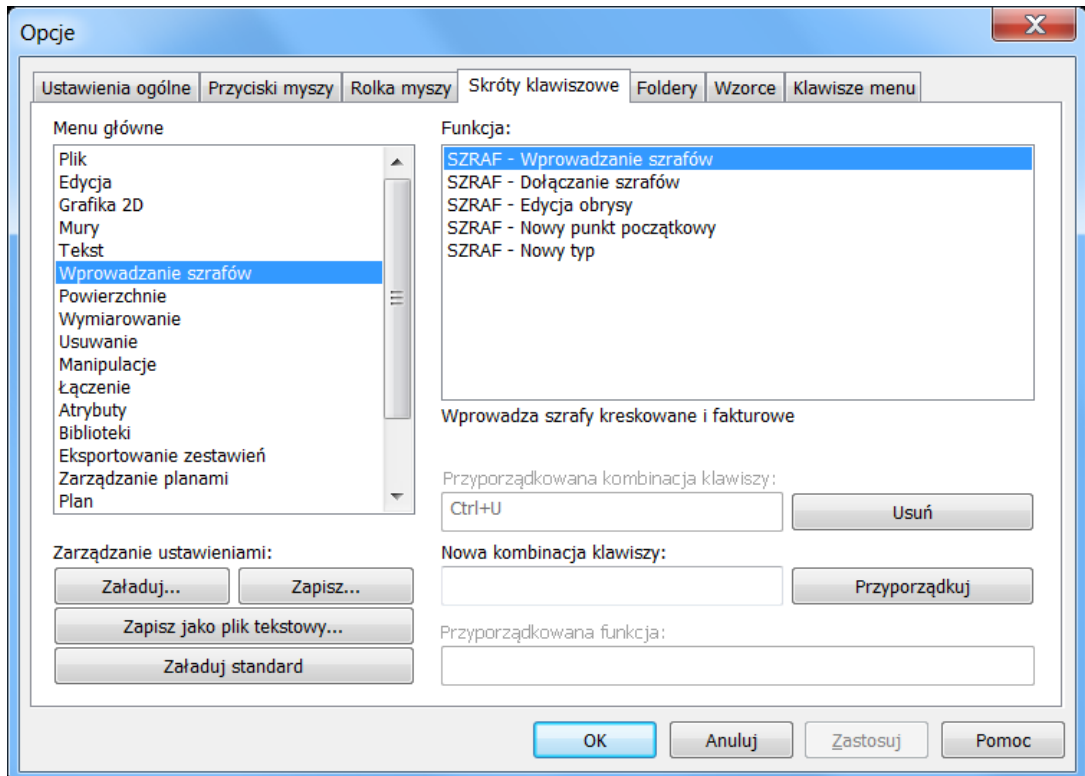 Opcje
Ustawienia ogólne Przyciski myszy Rolka myszy Skróty klawiszowe Foldery Wzorce Klawisze menu
Menu główne
Plik
Edycja
Grafika 2D
Mury
Tekst
Wprowadzanie szrafów
Powierzchnie
Wymiarowanie
Usuwanie
Manipulacje
Łączenie
Atrybuty
Biblioteki
Eksportowanie zestawień
Zarządzanie planami
Plan
Zarządzanie ustawieniami:
Załaduj... Zapisz...
Zapisz jako plik tekstowy...
Załaduj standard
Funkcja:
SZRAF - Wprowadzanie szrafów
SZRAF - Dołączanie szrafów
SZRAF - Edycja obrysy
SZRAF - Nowy punkt początkowy
SZRAF - Nowy typ
Wprowadza szrafy kreskowane i fakturowe
Przyporządkowana kombinacja klawiszy:
Ctrl+U Usuń
Nowa kombinacja klawiszy:
Przyporządkuj
Przyporządkowana funkcja:
OK Anuluj Zastosuj Pomoc